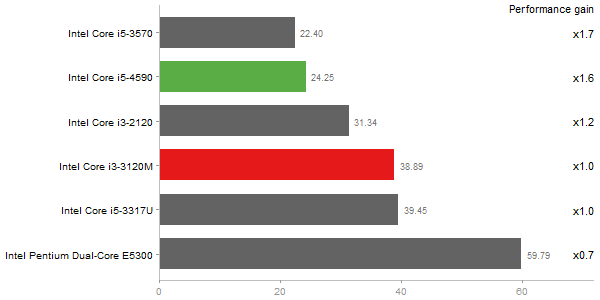 Performance gain
Intel Core i5-3570 22.40 x1.7
Intel Core i5-4590 24.25 x1.6
Intel Core i3-2120 31.34 x1.2
Intel Core i3-3120M 38.89 x1.0
Intel Core i5-3317U 39.45 x1.0
Intel Pentium Dual-Core E5300 59.79 x0.7
0 20 40 60